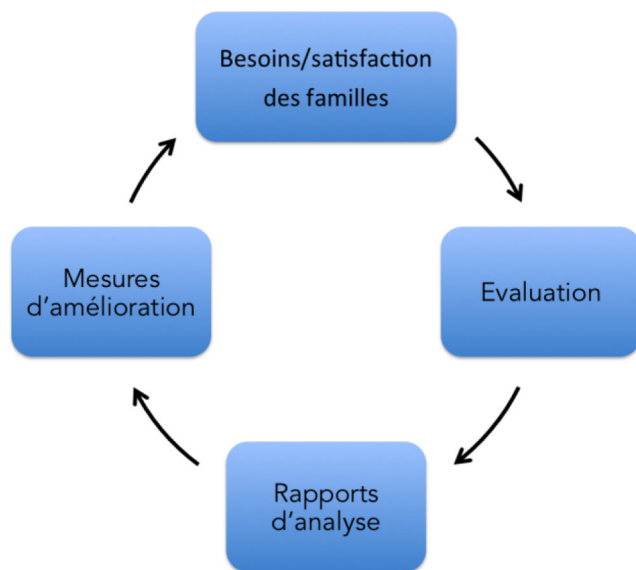 Besoins/satisfaction
des familles
Evaluation
Rapports
d’analyse
Mesures
d’amélioration